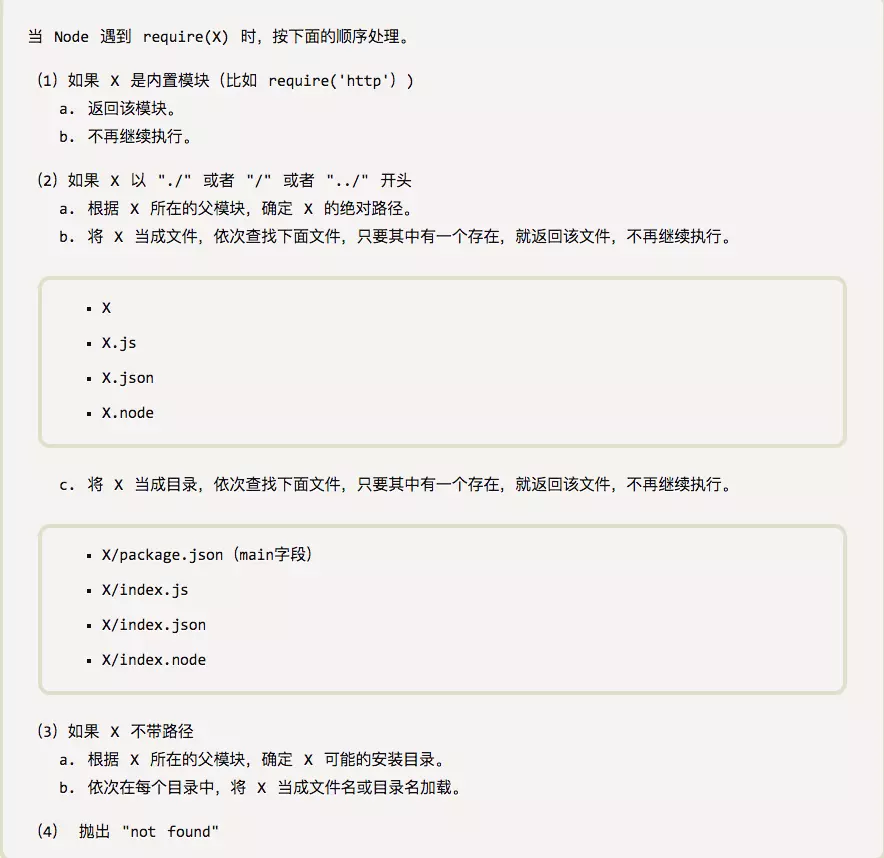 当 Node 遇到 require(X) 时，按下面的顺序处理。
（1）如果 X 是内置模块（比如 require('http'））
a. 返回该模块。
b. 不再继续执行。
（2）如果 X 以 "./" 或者 "/" 或者 "../" 开头
a. 根据 X 所在的父模块，确定 X 的绝对路径。
b. 将 X 当成文件，依次查找下面文件，只要其中有一个存在，就返回该文件，不再继续执行。
▪ X
▪ X.js
▪ X.json
▪ X.node
c. 将 X 当成目录，依次查找下面文件，只要其中有一个存在，就返回该文件，不再继续执行。
▪ X/package.json（main字段）
▪ X/index.js
▪ X/index.json
▪ X/index.node
（3）如果 X 不带路径
a. 根据 X 所在的父模块，确定 X 可能的安装目录。
b. 依次在每个目录中，将 X 当成文件名或目录名加载。
（4） 抛出 "not found"